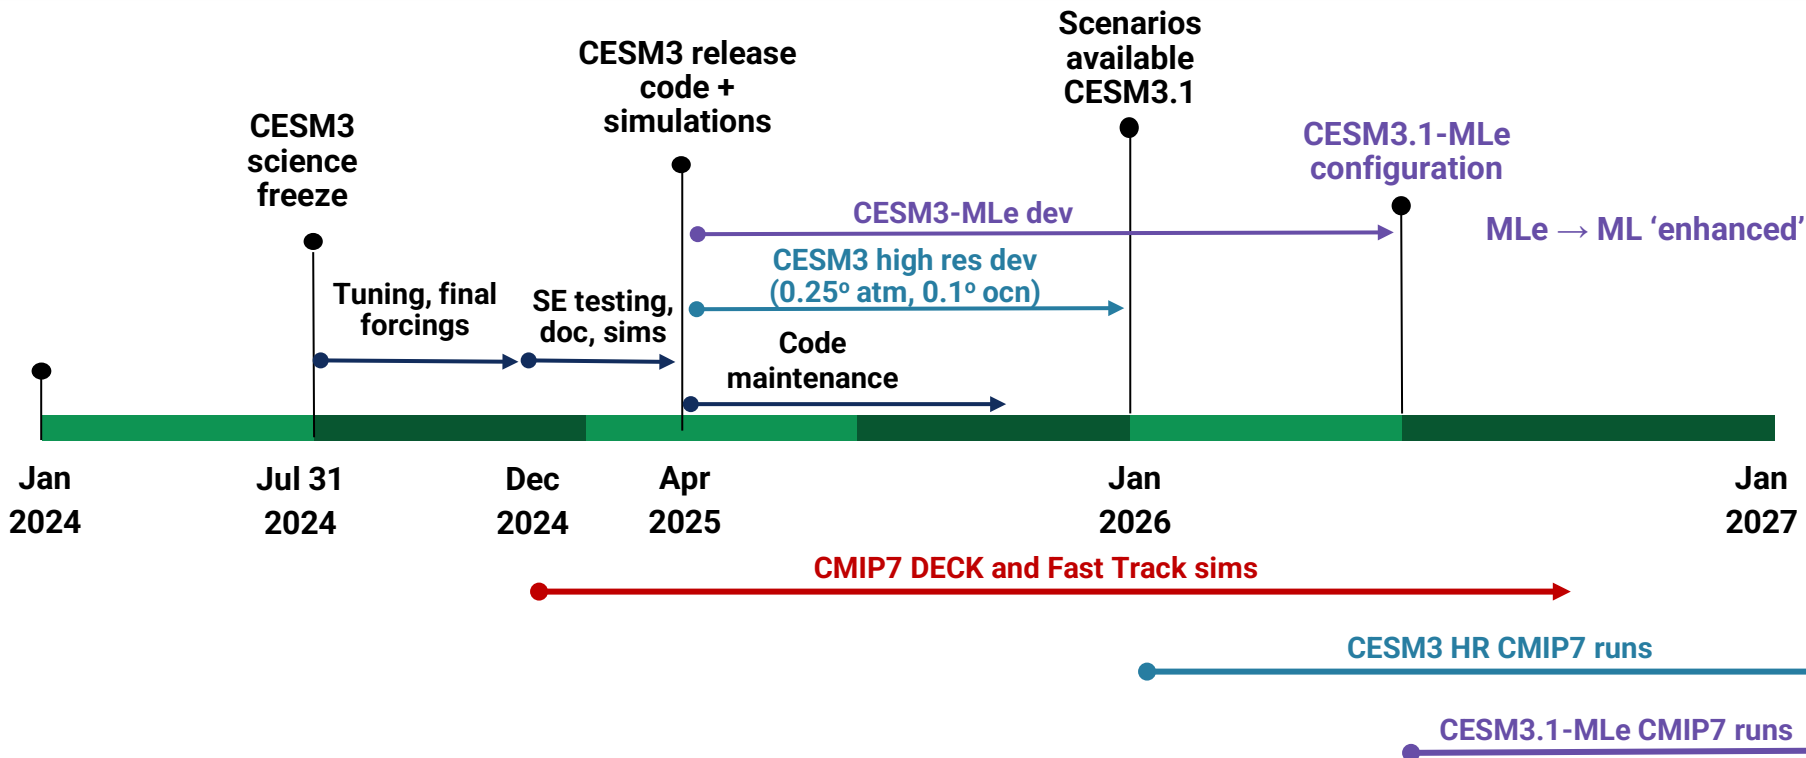 Scenarios
available
CESM3.1
CESM3 release
code +
simulations
CESM3
science
freeze
CESM3.1-MLe
configuration
CESM3-MLe dev
MLe → ML ‘enhanced’
CESM3 high res dev
(0.25º atm, 0.1º ocn)
Tuning, final
forcings
SE testing,
doc, sims
Code
maintenance
Jan
2024
Jul 31
2024
Dec
2024
Apr
2025
Jan
2026
Jan
2027
CMIP7 DECK and Fast Track sims
CESM3 HR CMIP7 runs
CESM3.1-MLe CMIP7 runs